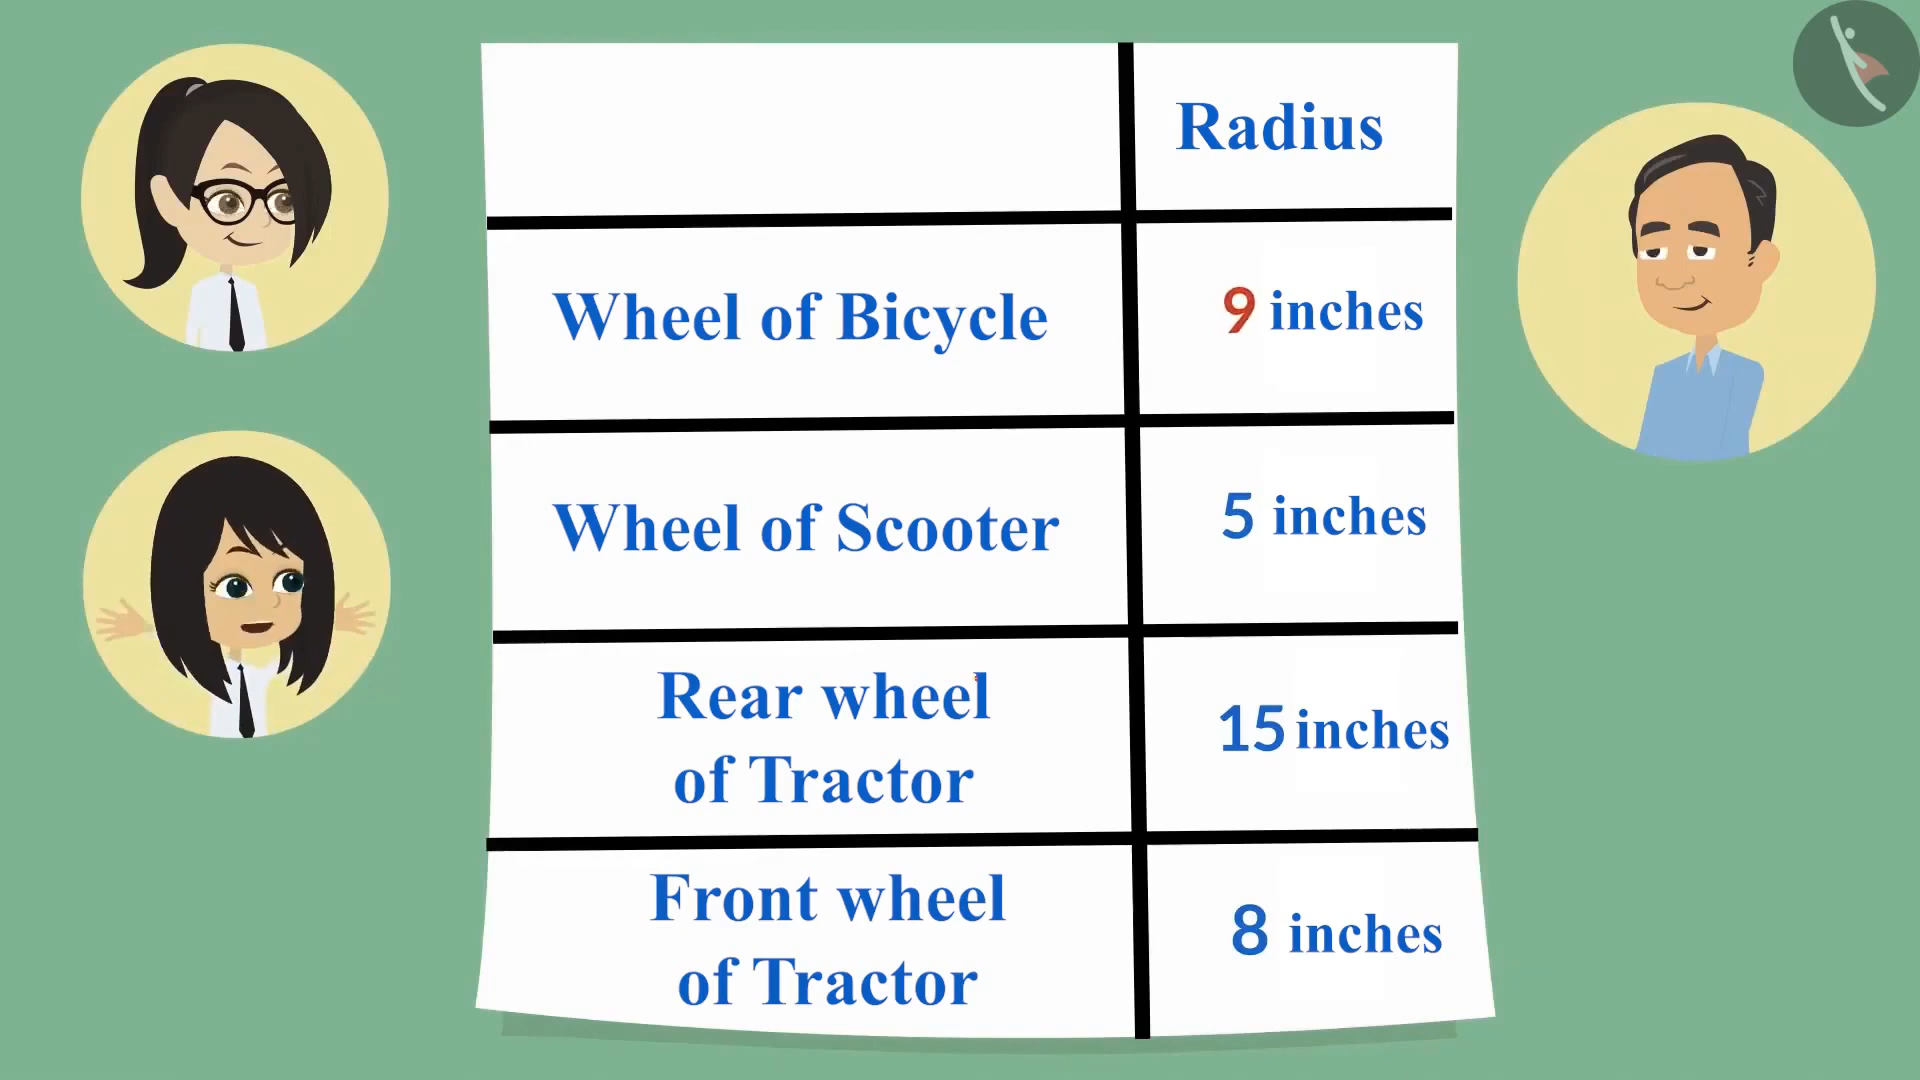 Radius
Wheel of Bicycle
9 inches
Wheel of Scooter
5 inches
Rear wheel
of Tractor
15 inches
Front wheel
of Tractor
8 inches